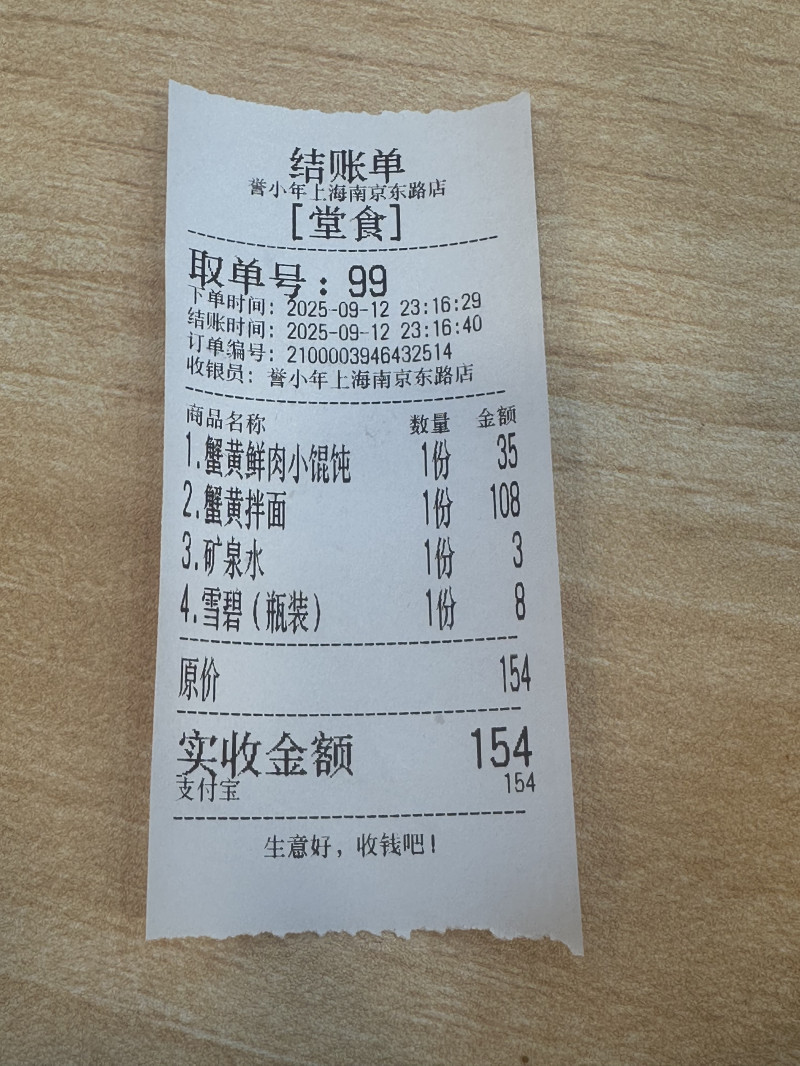 结账单
誉小年上海南京东路店
[堂食]
取单号：99
下单时间: 2025-09-12 23:16:29
结账时间: 2025-09-12 23:16:40
订单编号: 2100003946432514
收银员: 誉小年上海南京东路店
商品名称 数量 金额
1.蟹黄鲜肉小馄饨 1份 35
2.蟹黄拌面 1份 108
3.矿泉水 1份 3
4.雪碧(瓶装) 1份 8
原价 154
实收金额 154
支付宝 154
生意好，收钱吧!